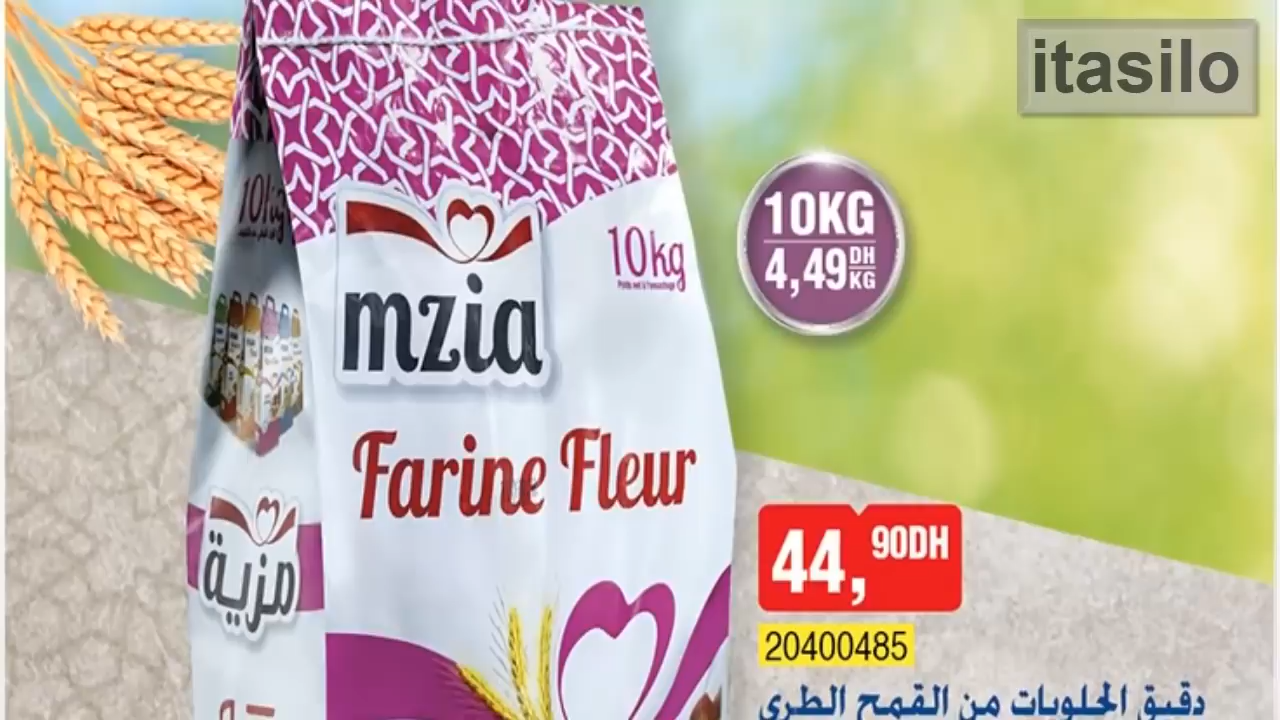 itasilo
10kg
10KG
4,49 DH
KG
10kg
mzia
Farine Fleur
مزية
44,90DH
20400485
دقيق الحلويات من القمح الطري